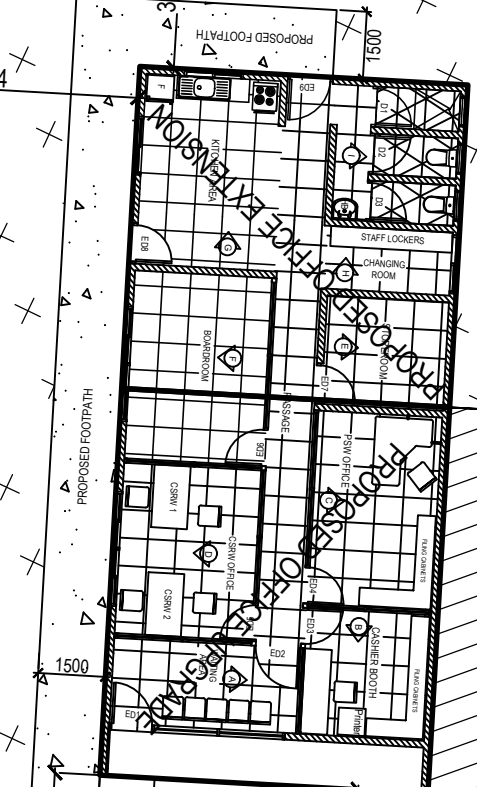 3
PROPOSED FOOTPATH
1500
4
F
ED9
D1
D2
D3
KITCHEN AREA
PROPOSED OFFICE EXTENSION
I
STAFF LOCKERS
CHANGING
ROOM
ED8
G
H
BOARDROOM
F
E
STOREROOM
ED7
PASSAGE
PROPOSED FOOTPATH
ED6
PSW OFFICE
C
FILING CABINETS
CSRW 1
CSRW OFFICE
D
CSRW 2
PROPOSED OFFICE UPGRADE
ED4
ED3
B
CASHIER BOOTH
FILING CABINETS
ED2
A
Printer
1500
ED1